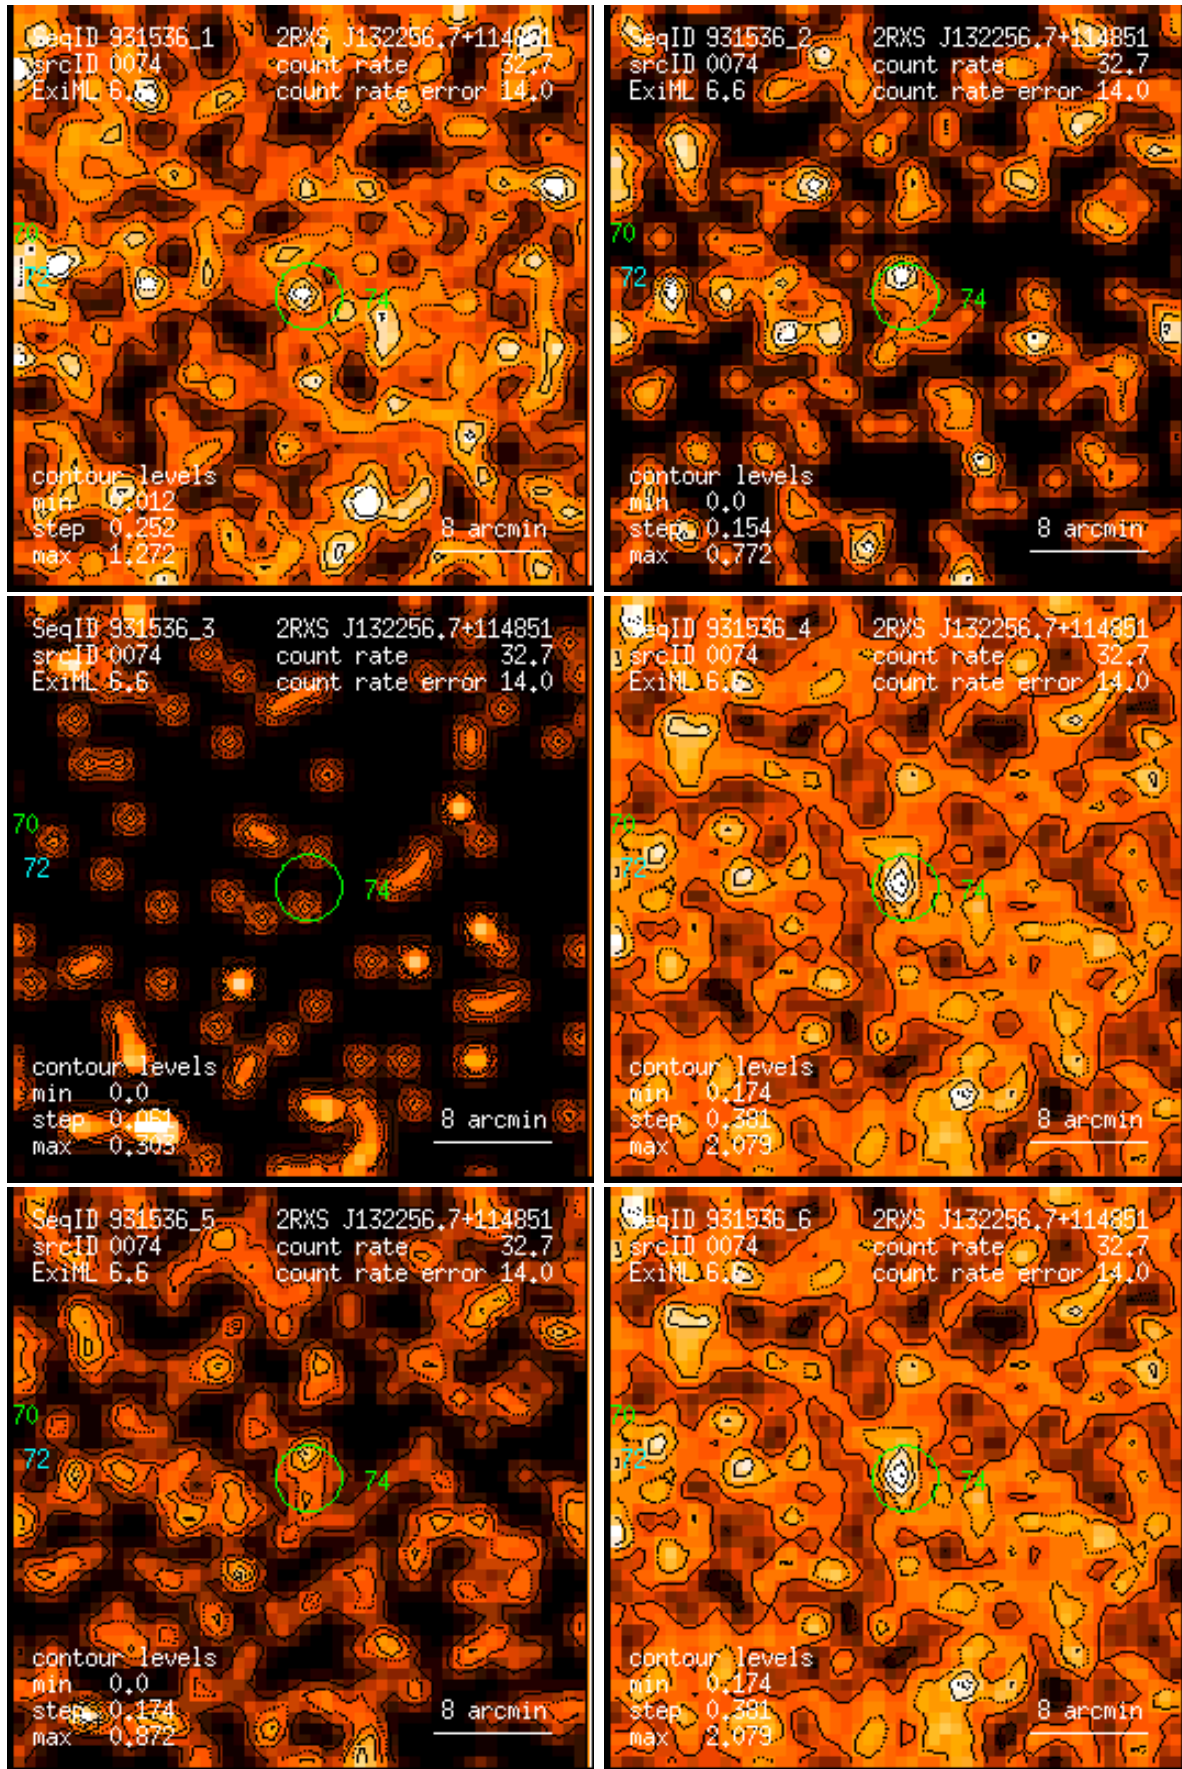 SeqID 931536_1 2RXS J132256.7+114851
srcID 0074 count rate 32.7
ExiML 6.6 count rate error 14.0
70
72
74
contour levels
min 0.012
step 0.252
max 1.272
8 arcmin
SeqID 931536_2 2RXS J132256.7+114851
srcID 0074 count rate 32.7
ExiML 6.6 count rate error 14.0
70
72
74
contour levels
min 0.0
step 0.154
max 0.772
8 arcmin
SeqID 931536_3 2RXS J132256.7+114851
srcID 0074 count rate 32.7
ExiML 6.6 count rate error 14.0
70
72
74
contour levels
min 0.0
step 0.061
max 0.303
8 arcmin
SeqID 931536_4 2RXS J132256.7+114851
srcID 0074 count rate 32.7
ExiML 6.6 count rate error 14.0
70
72
74
contour levels
min 0.174
step 0.381
max 2.079
8 arcmin
SeqID 931536_5 2RXS J132256.7+114851
srcID 0074 count rate 32.7
ExiML 6.6 count rate error 14.0
70
72
74
contour levels
min 0.0
step 0.174
max 0.872
8 arcmin
SeqID 931536_6 2RXS J132256.7+114851
srcID 0074 count rate 32.7
ExiML 6.6 count rate error 14.0
70
72
74
contour levels
min 0.174
step 0.381
max 2.079
8 arcmin